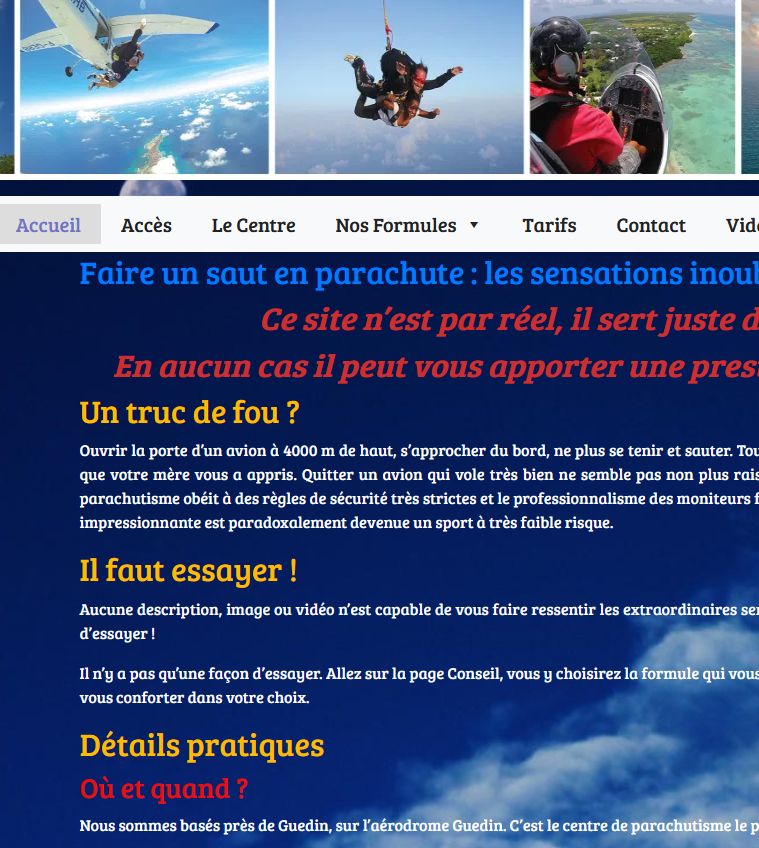 Accueil Accès Le Centre Nos Formules Tarifs Contact
Faire un saut en parachute : les sensations
Ce site n’est par réel, il sert juste
En aucun cas il peut vous apporter une
Un truc de fou ?
Ouvrir la porte d’un avion à 4000 m de haut, s’approcher du bord, ne plus se tenir et sauter.
que votre mère vous a appris. Quitter un avion qui vole très bien ne semble pas non plus
parachutisme obéit à des règles de sécurité très strictes et le professionnalisme des moniteurs
impressionnante est paradoxalement devenue un sport à très faible risque.
Il faut essayer !
Aucune description, image ou vidéo n’est capable de vous faire ressentir les extraordinaires
d’essayer !
Il n’y a pas qu’une façon d’essayer. Allez sur la page Conseil, vous y choisirez la formule qui vous
vous conforter dans votre choix.
Détails pratiques
Où et quand ?
Nous sommes basés près de Guedin, sur l’aérodrome Guedin. C’est le centre de parachutisme le